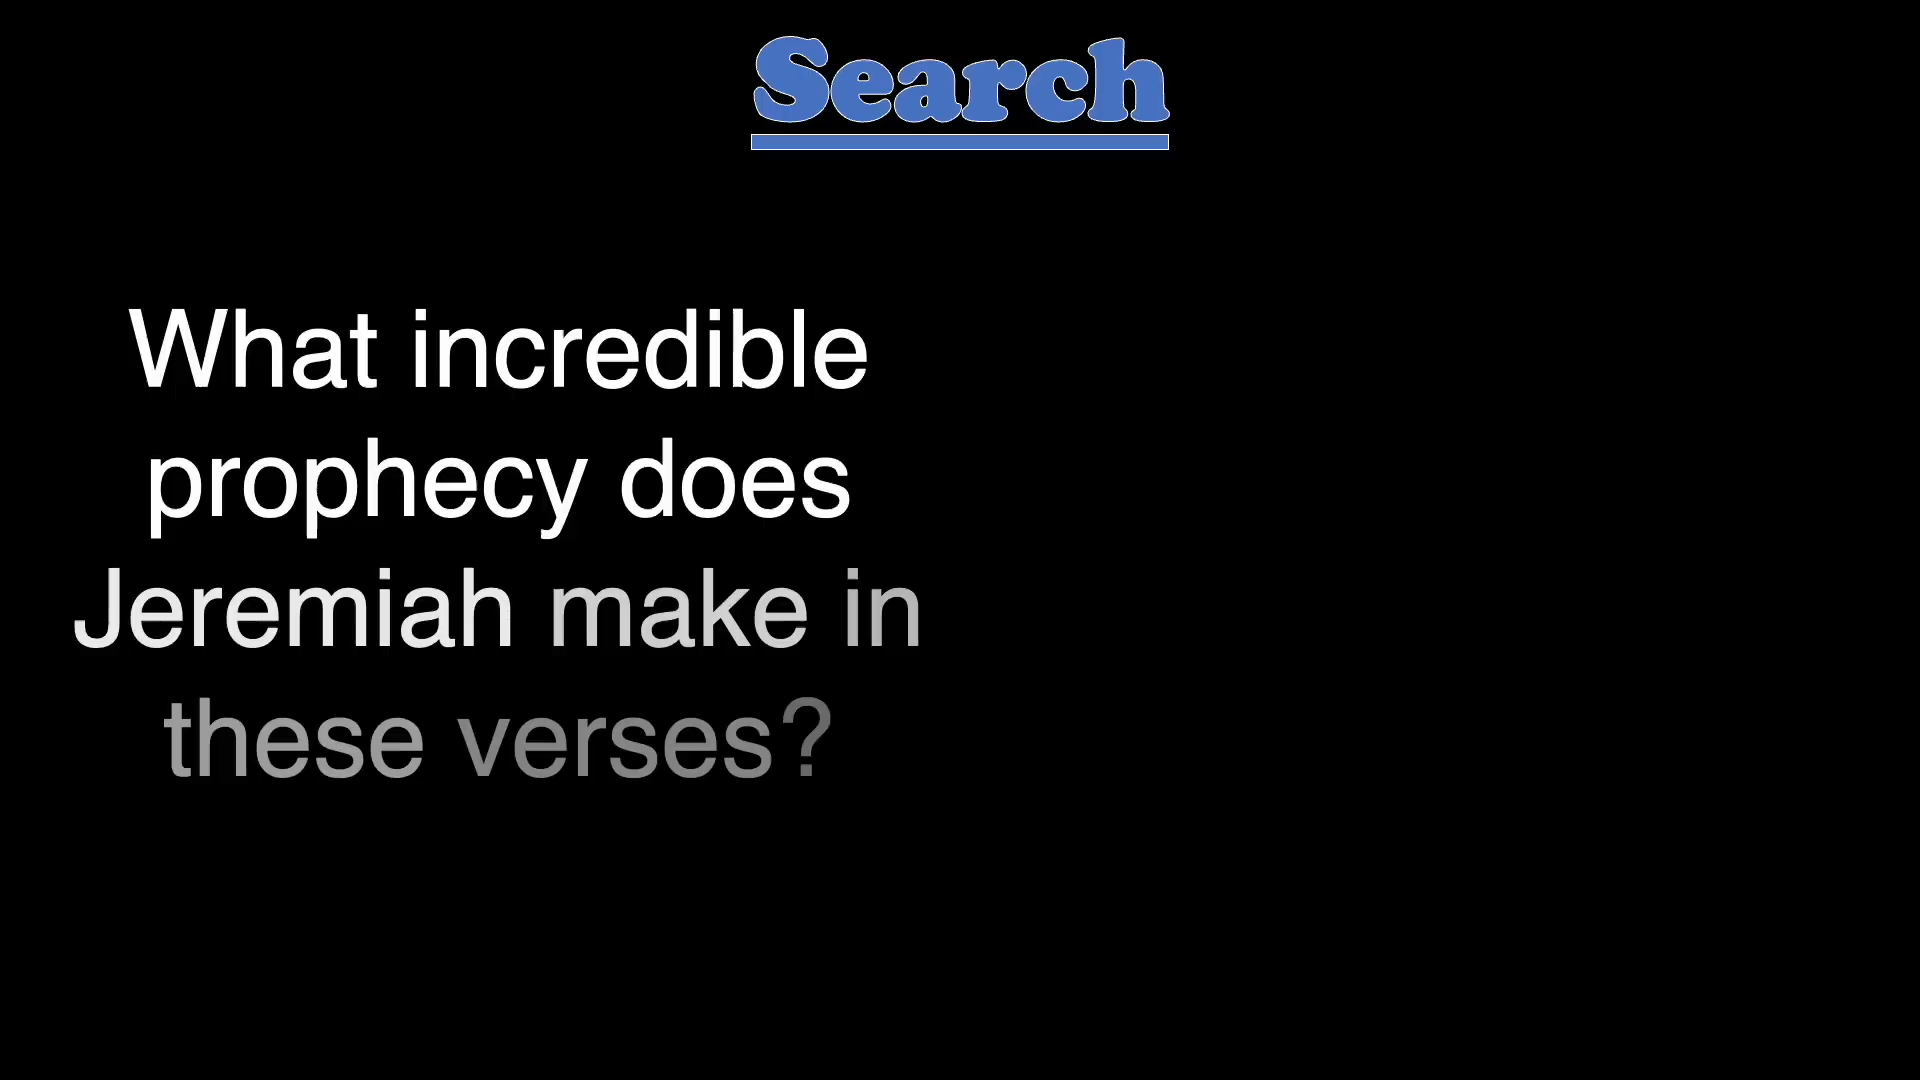 Search
What incredible
prophecy does
Jeremiah make in
these verses?